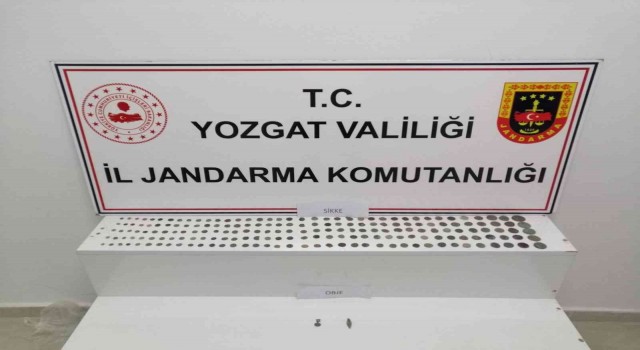 T.C.
YOZGAT VALİLİĞİ
İL JANDARMA KOMUTANLIĞI
JANDARMA
SİKKE
OBJE